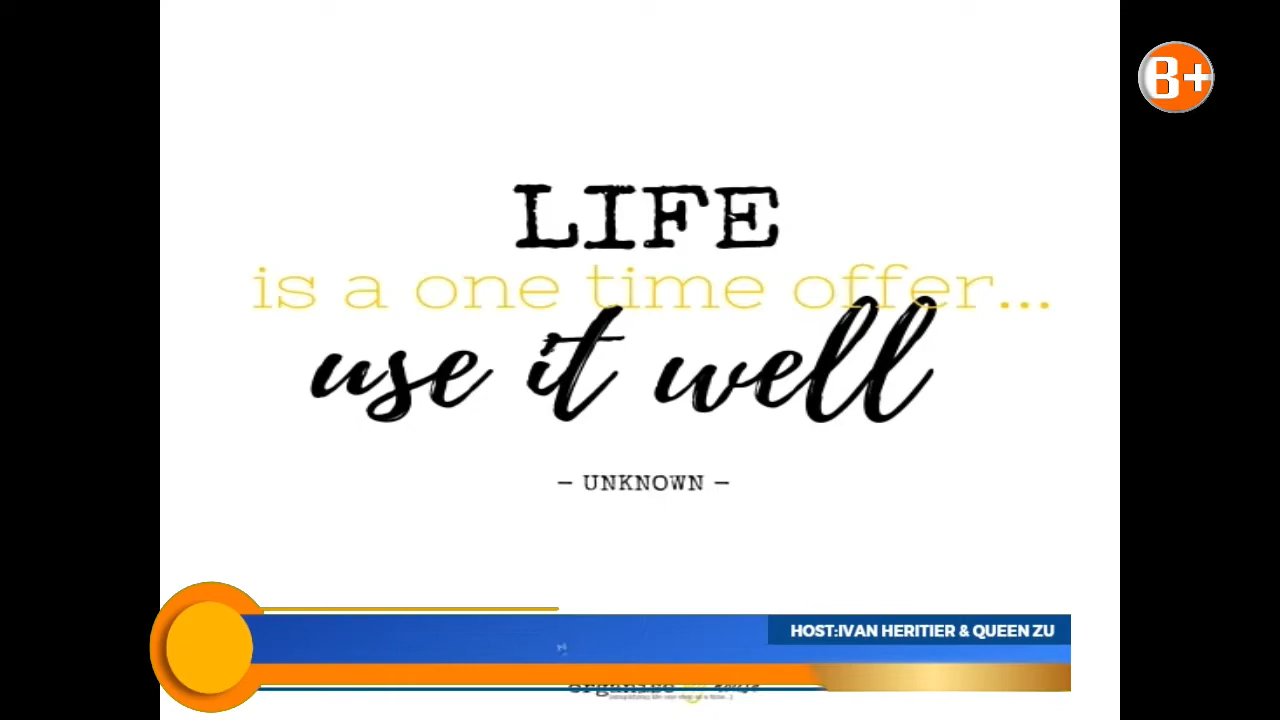 B+
LIFE
is a one time offer...
use it well
— UNKNOWN —
HOST:IVAN HERITIER & QUEEN ZU